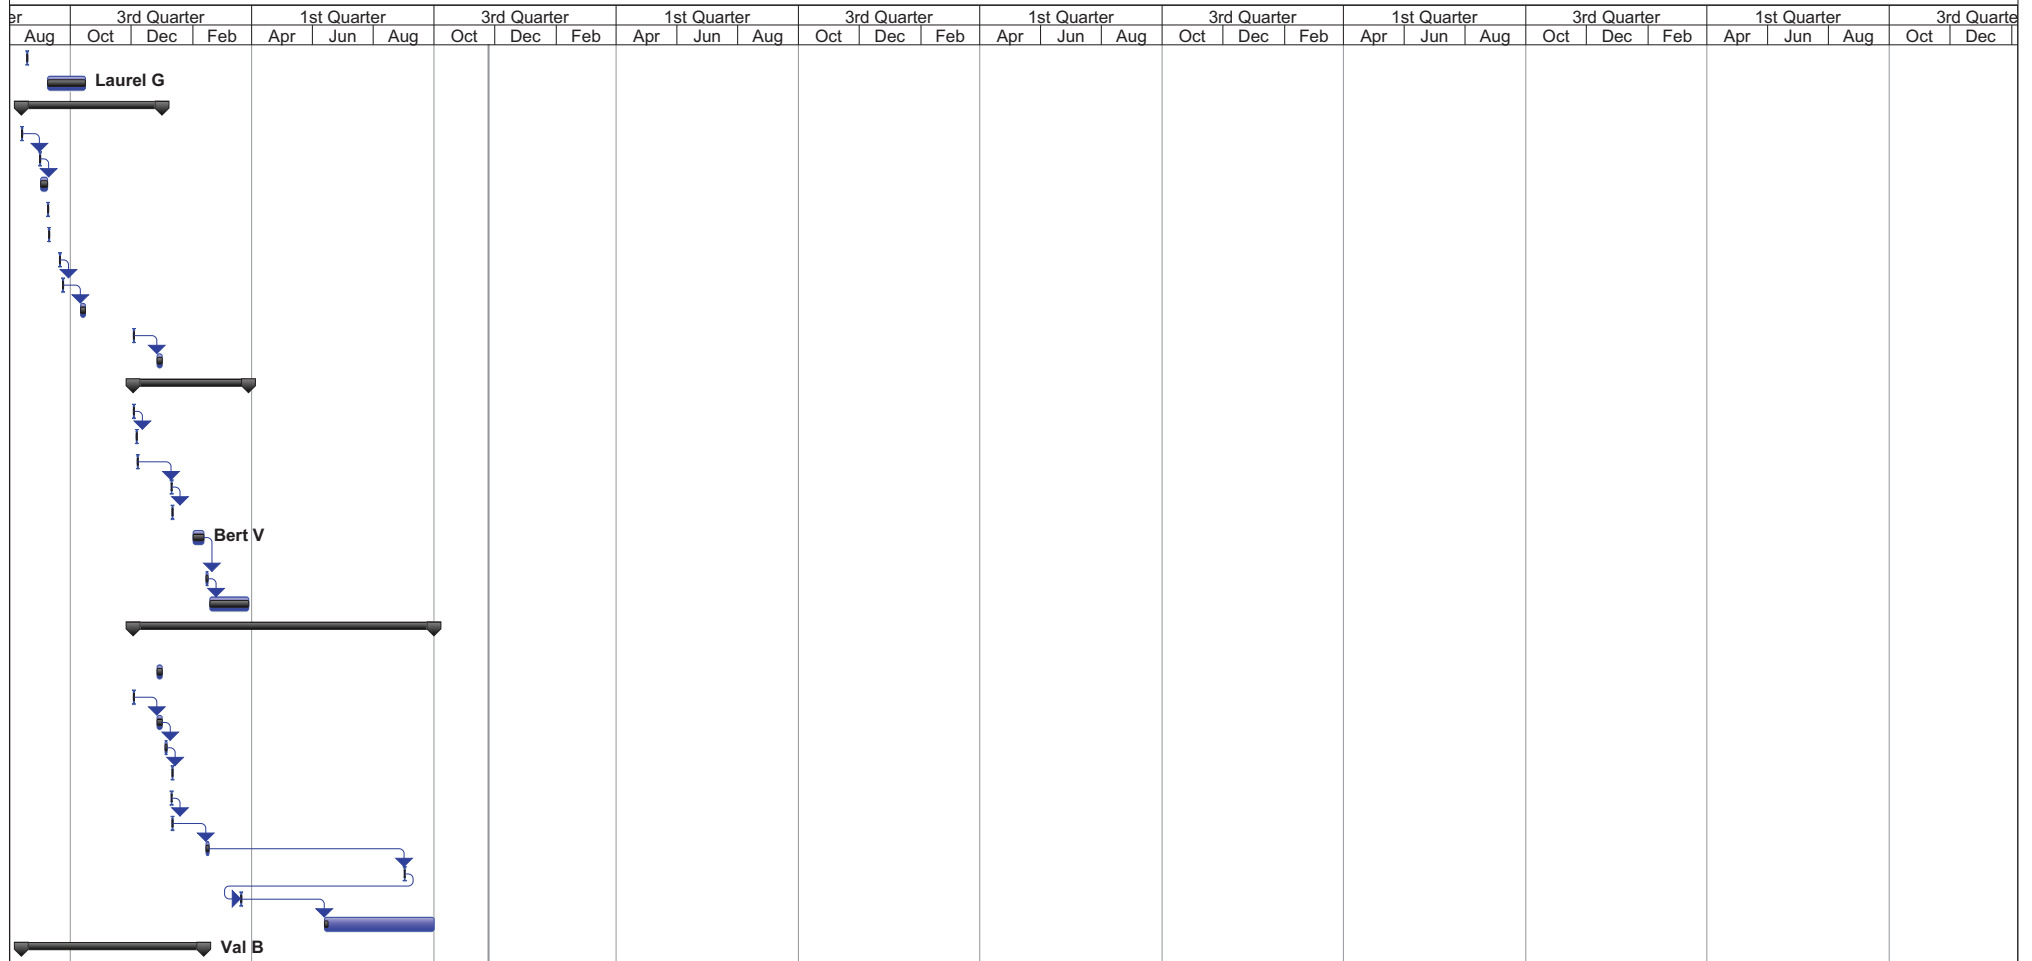 er 3rd Quarter 1st Quarter 3rd Quarter 1st Quarter 3rd Quarter 1st Quarter 3rd Quarter 1st Quarter 3rd Quarter 1st Quarter 3rd Quarte
Aug Oct Dec Feb Apr Jun Aug Oct Dec Feb Apr Jun Aug Oct Dec Feb Apr Jun Aug Oct Dec Feb Apr Jun Aug Oct Dec Feb Apr Jun Aug Oct Dec
Laurel G
Bert V
Val B